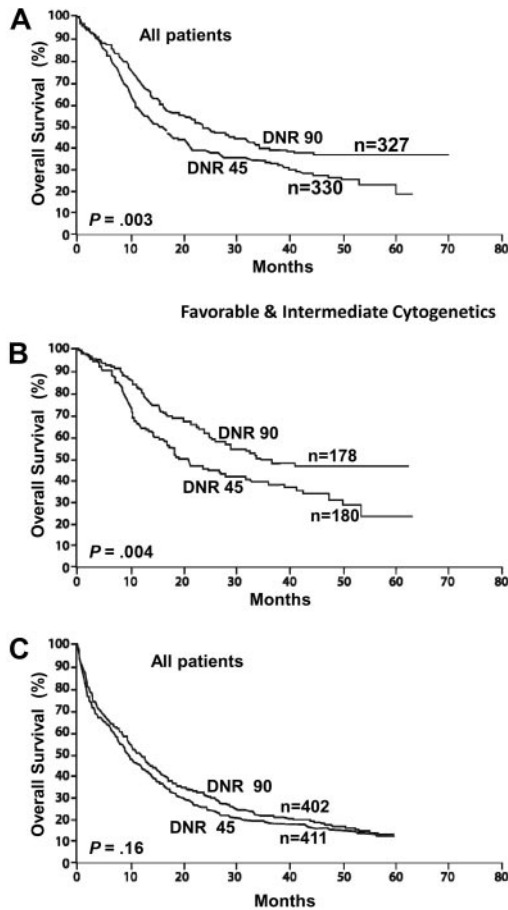 A
All patients
Overall Survival (%)
100
90
80
70
60
50
40
30
20
10
0
DNR 90
n=327
DNR 45
n=330
P = .003
0 10 20 30 40 50 60 70 80
Months
Favorable & Intermediate Cytogenetics
B
Overall Survival (%)
100
90
80
70
60
50
40
30
20
10
0
DNR 90
n=178
DNR 45
n=180
P = .004
0 10 20 30 40 50 60 70 80
Months
C
All patients
Overall Survival (%)
100
90
80
70
60
50
40
30
20
10
0
DNR 90
n=402
DNR 45
n=411
P = .16
0 10 20 30 40 50 60 70 80
Months